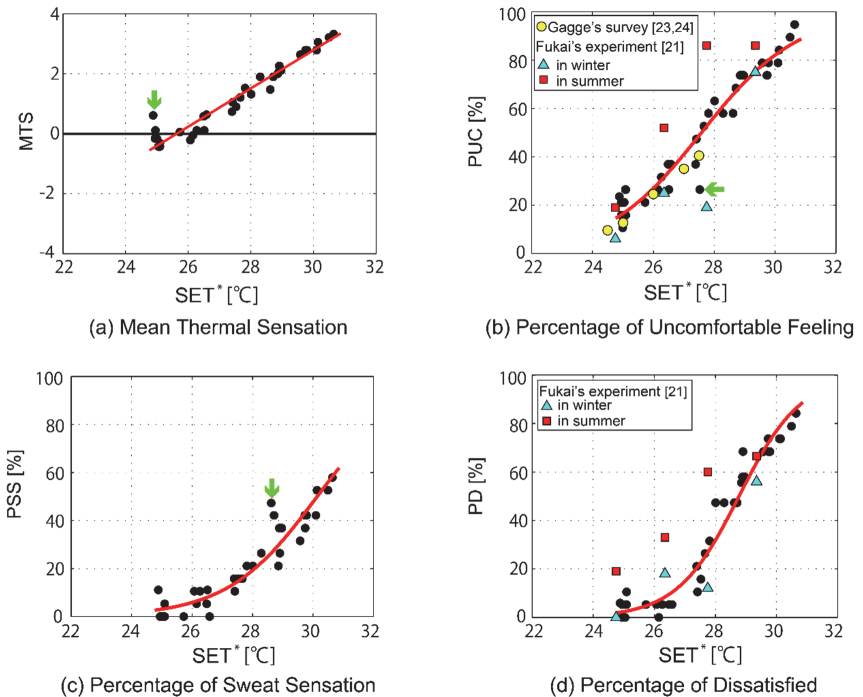 4
2
0
-2
-4
MTS
22 24 26 28 30 32
SET* [℃]
(a) Mean Thermal Sensation
100
80
60
40
20
0
PUC [%]
Gagge's survey [23,24]
Fukai's experiment [21]
in winter
in summer
22 24 26 28 30 32
SET* [℃]
(b) Percentage of Uncomfortable Feeling
100
80
60
40
20
0
PSS [%]
22 24 26 28 30 32
SET* [℃]
(c) Percentage of Sweat Sensation
100
80
60
40
20
0
PD [%]
Fukai's experiment [21]
in winter
in summer
22 24 26 28 30 32
SET* [℃]
(d) Percentage of Dissatisfied